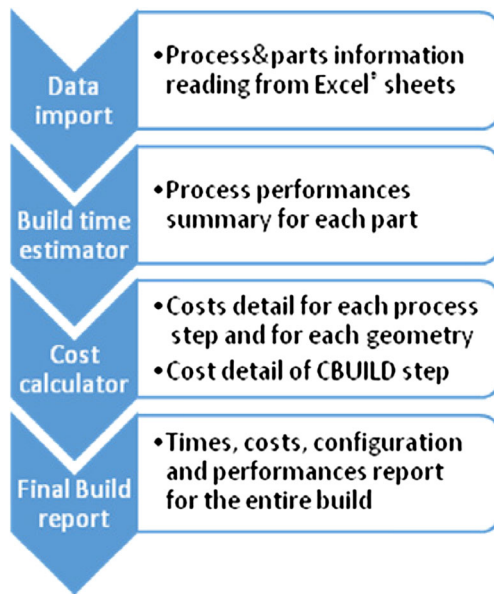 Data
import
•Process&parts information
reading from Excel® sheets
Build time
estimator
•Process performances
summary for each part
Cost
calculator
•Costs detail for each process
step and for each geometry
•Cost detail of CBUILD step
Final Build
report
•Times, costs, configuration
and performances report
for the entire build